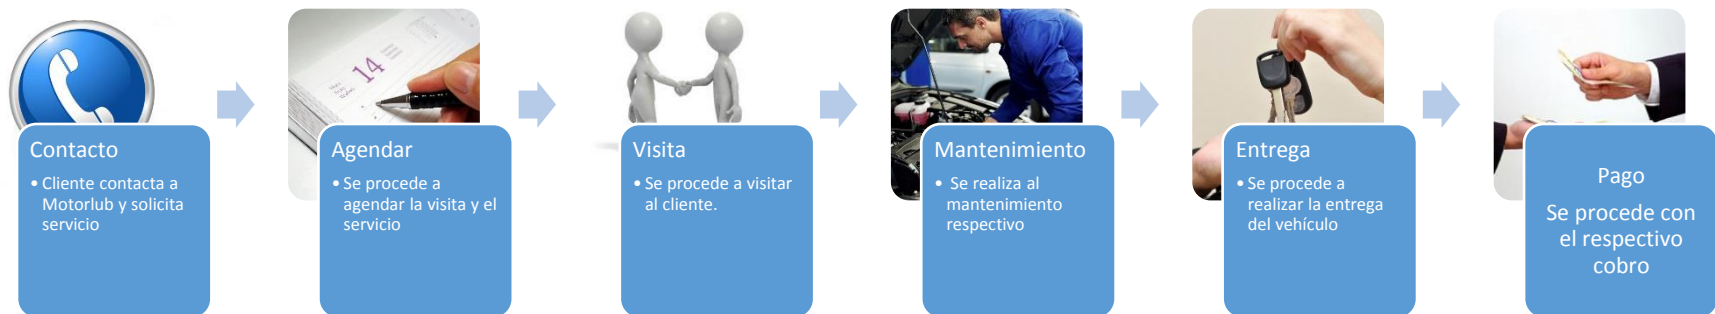 Contacto
• Cliente contacta a
Motorlub y solicita
servicio
Agendar
• Se procede a
agendar la visita y el
servicio
Visita
• Se procede a visitar
al cliente.
Mantenimiento
• Se realiza al
mantenimiento
respectivo
Entrega
• Se procede a
realizar la entrega
del vehículo
Pago
Se procede con
el respectivo
cobro
14